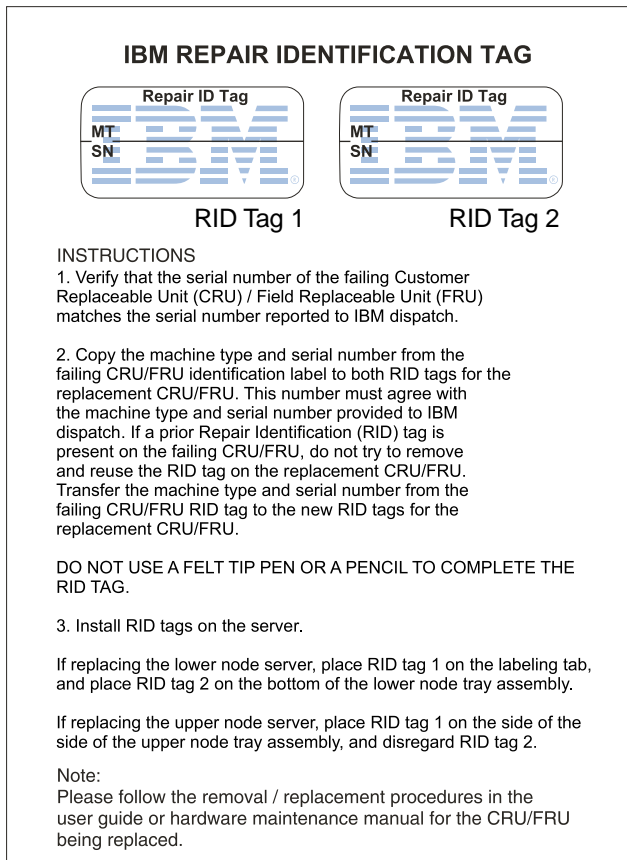 IBM REPAIR IDENTIFICATION TAG
Repair ID Tag
MT
SN
IBM
®
RID Tag 1
Repair ID Tag
MT
SN
IBM
®
RID Tag 2
INSTRUCTIONS
1. Verify that the serial number of the failing Customer
Replaceable Unit (CRU) / Field Replaceable Unit (FRU)
matches the serial number reported to IBM dispatch.
2. Copy the machine type and serial number from the
failing CRU/FRU identification label to both RID tags for the
replacement CRU/FRU. This number must agree with
the machine type and serial number provided to IBM
dispatch. If a prior Repair Identification (RID) tag is
present on the failing CRU/FRU, do not try to remove
and reuse the RID tag on the replacement CRU/FRU.
Transfer the machine type and serial number from the
failing CRU/FRU RID tag to the new RID tags for the
replacement CRU/FRU.
DO NOT USE A FELT TIP PEN OR A PENCIL TO COMPLETE THE
RID TAG.
3. Install RID tags on the server.
If replacing the lower node server, place RID tag 1 on the labeling tab,
and place RID tag 2 on the bottom of the lower node tray assembly.
If replacing the upper node server, place RID tag 1 on the side of the
side of the upper node tray assembly, and disregard RID tag 2.
Note:
Please follow the removal / replacement procedures in the
user guide or hardware maintenance manual for the CRU/FRU
being replaced.